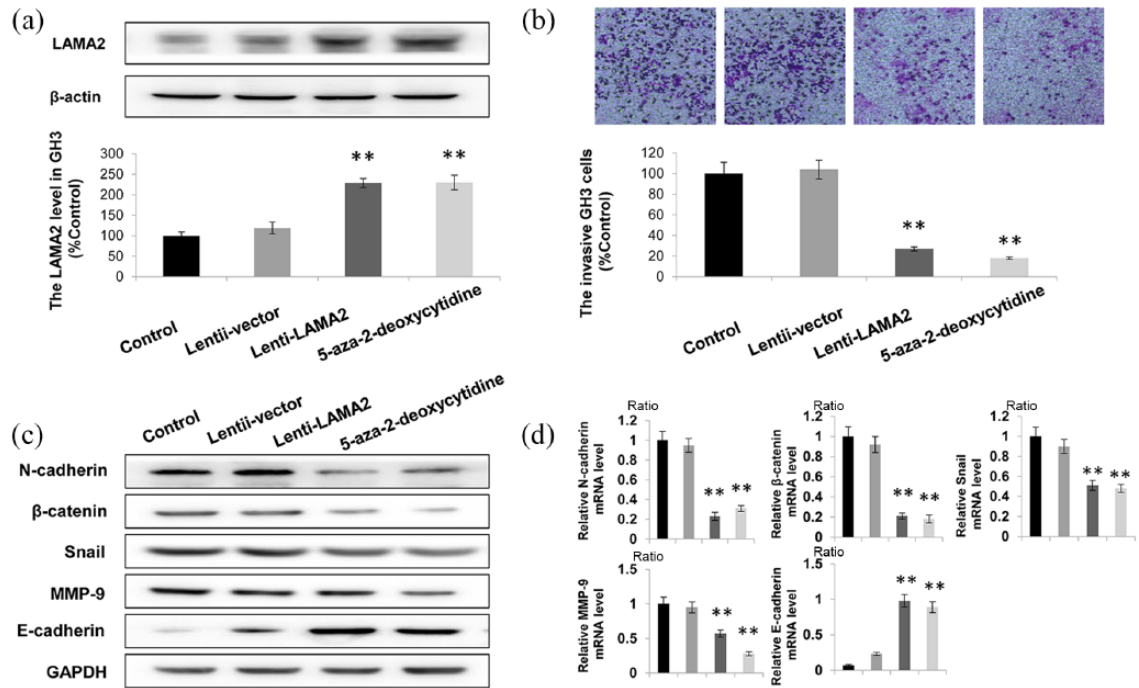 (a)
LAMA2
β-actin
The LAMA2 level in GH3
(%Control)
300
250
200
150
100
50
0
**
**
Control
Lentii-vector
Lenti-LAMA2
5-aza-2-deoxycytidine
(b)
The invasive GH3 cells
(%Control)
120
100
80
60
40
20
0
**
**
Control
Lentii-vector
Lenti-LAMA2
5-aza-2-deoxycytidine
(c)
Control
Lentii-vector
Lenti-LAMA2
5-aza-2-deoxycytidine
N-cadherin
β-catenin
Snail
MMP-9
E-cadherin
GAPDH
(d)
Ratio
Relative N-cadherin
mRNA level
1.2
1
0.8
0.6
0.4
0.2
0
**
**
Ratio
Relative β-catenin
mRNA level
1.2
1
0.8
0.6
0.4
0.2
0
**
**
Ratio
Relative Snail
mRNA level
1.2
1
0.8
0.6
0.4
0.2
0
**
**
Ratio
Relative MMP-9
mRNA level
1.5
1
0.5
0
**
**
Ratio
Relative E-cadherin
mRNA level
1.5
1
0.5
0
**
**